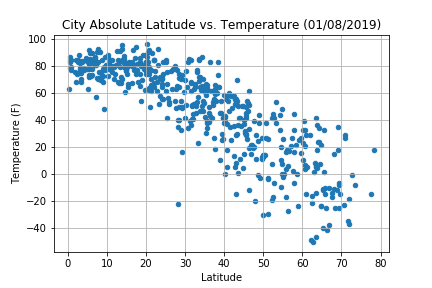 City Absolute Latitude vs. Temperature (01/08/2019)
100
80
60
40
20
0
−20
−40
Temperature (F)
0 10 20 30 40 50 60 70 80
Latitude